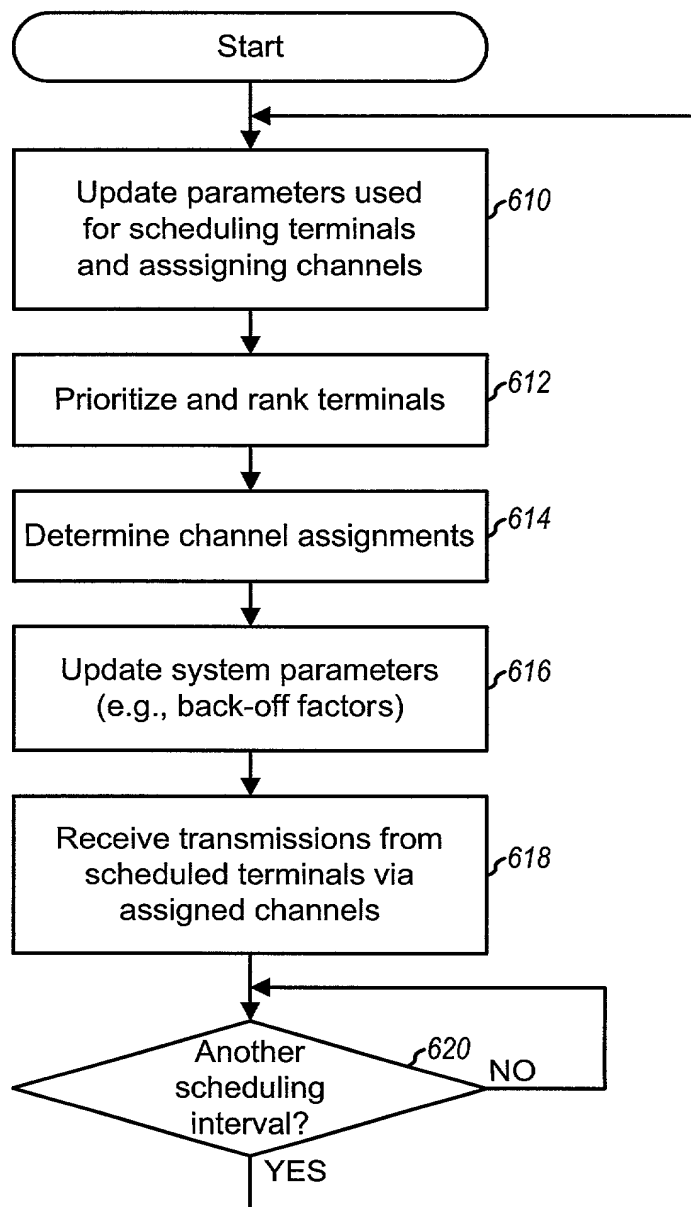 Start
Update parameters used
for scheduling terminals
and asssigning channels
610
Prioritize and rank terminals
612
Determine channel assignments
614
Update system parameters
(e.g., back-off factors)
616
Receive transmissions from
scheduled terminals via
assigned channels
618
Another
scheduling
interval?
620
NO
YES